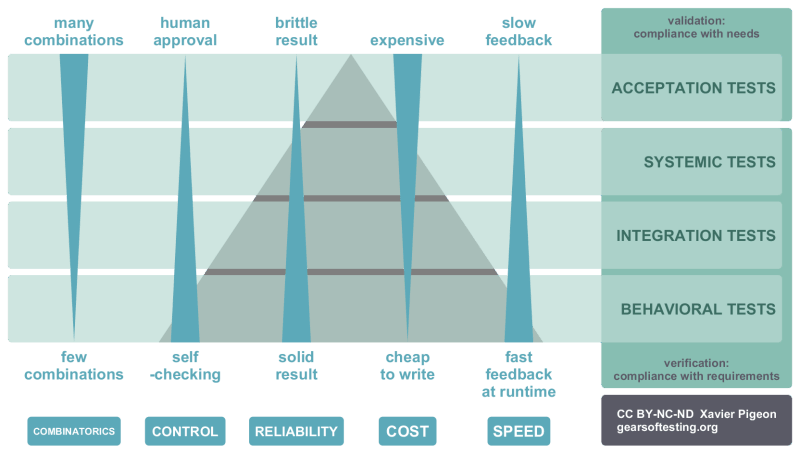 many
combinations
human
approval
brittle
result
expensive
slow
feedback
validation:
compliance with needs
ACCEPTATION TESTS
SYSTEMIC TESTS
INTEGRATION TESTS
BEHAVIORAL TESTS
few
combinations
self
-checking
solid
result
cheap
to write
fast
feedback
at runtime
verification:
compliance with requirements
COMBINATORICS
CONTROL
RELIABILITY
COST
SPEED
CC BY-NC-ND Xavier Pigeon
gearsoftesting.org